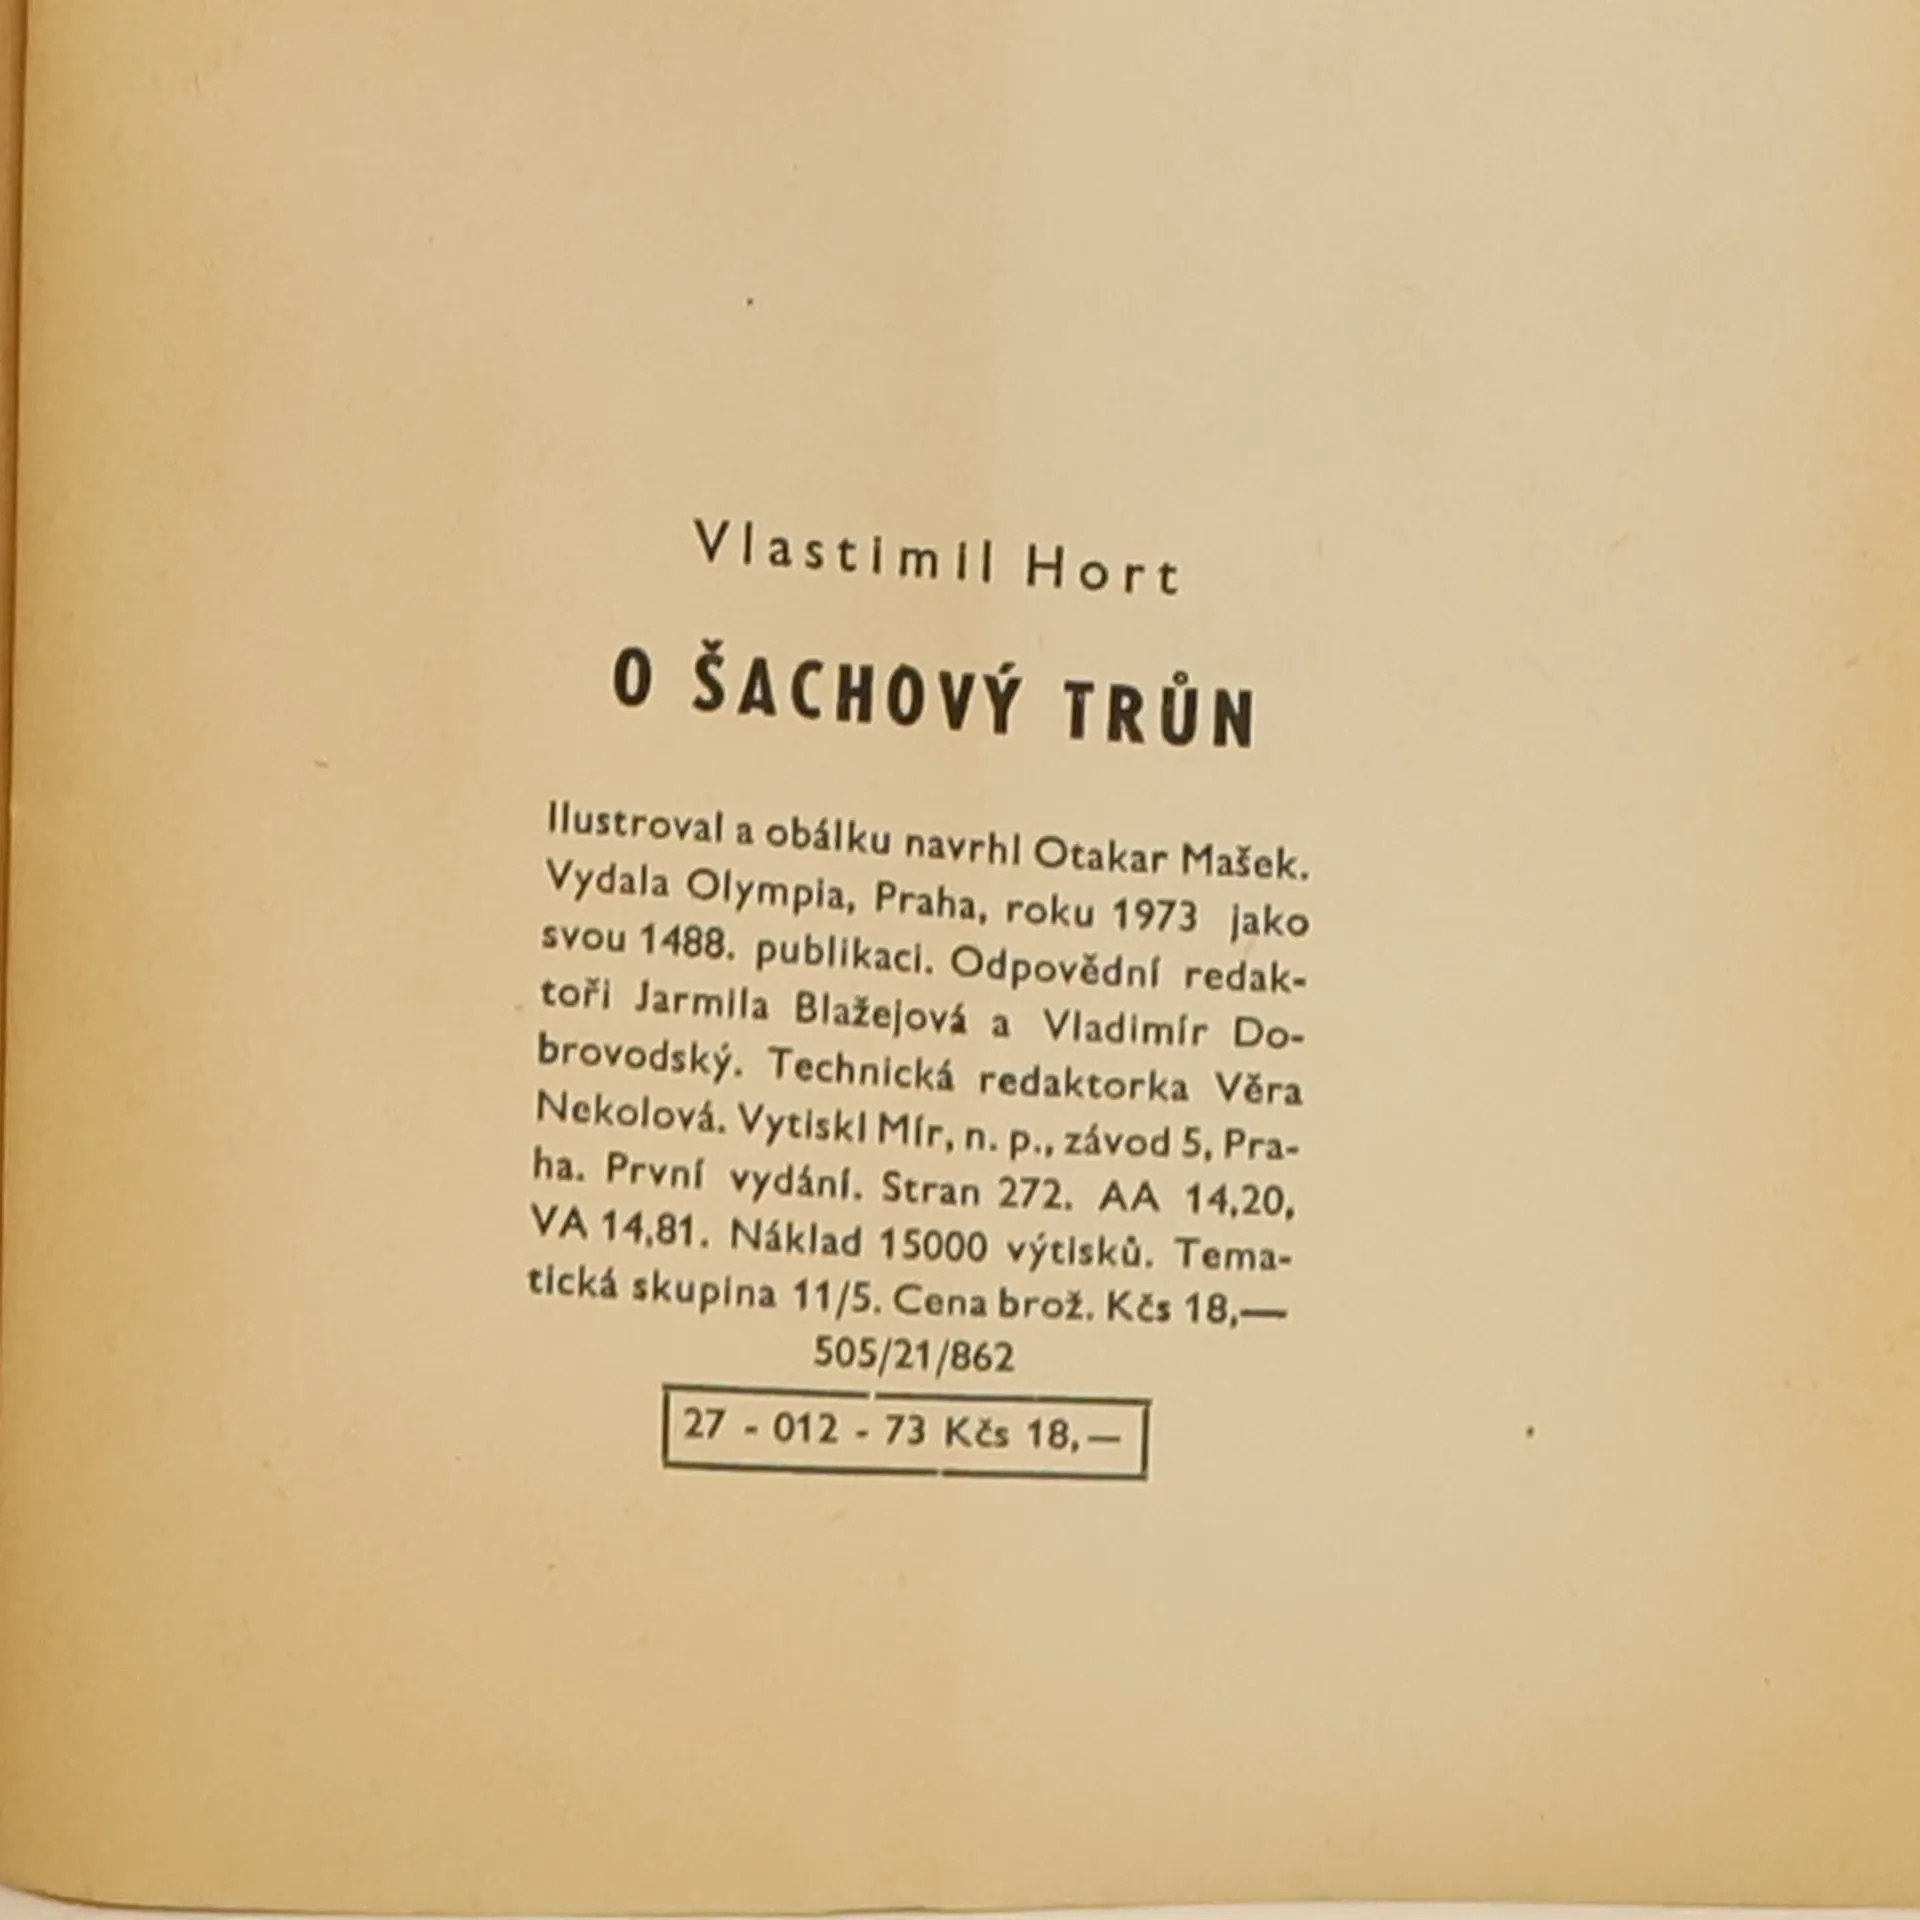 Vlastimil Hort
O ŠACHOVÝ TRŮN
Ilustroval a obálku navrhl Otakar Mašek.
Vydala Olympia, Praha, roku 1973 jako
svou 1488. publikaci. Odpovědní redak-
toři Jarmila Blažejová a Vladimír Do-
brovodský. Technická redaktorka Věra
Nekolová. Vytiskl Mír, n. p., závod 5, Pra-
ha. První vydání. Stran 272. AA 14,20,
VA 14,81. Náklad 15000 výtisků. Tema-
tická skupina 11/5. Cena brož. Kčs 18,—
505/21/862
27 - 012 - 73 Kčs 18,—